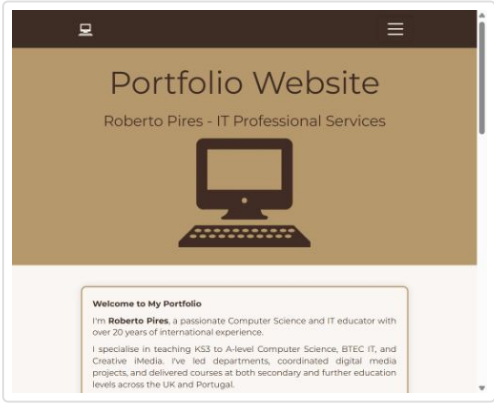 Portfolio Website
Roberto Pires - IT Professional Services
Welcome to My Portfolio
I'm Roberto Pires, a passionate Computer Science and IT educator with
over 20 years of international experience.
I specialise in teaching KS3 to A-level Computer Science, BTEC IT, and
Creative iMedia. I've led departments, coordinated digital media
projects, and delivered courses at both secondary and further education
levels across the UK and Portugal.